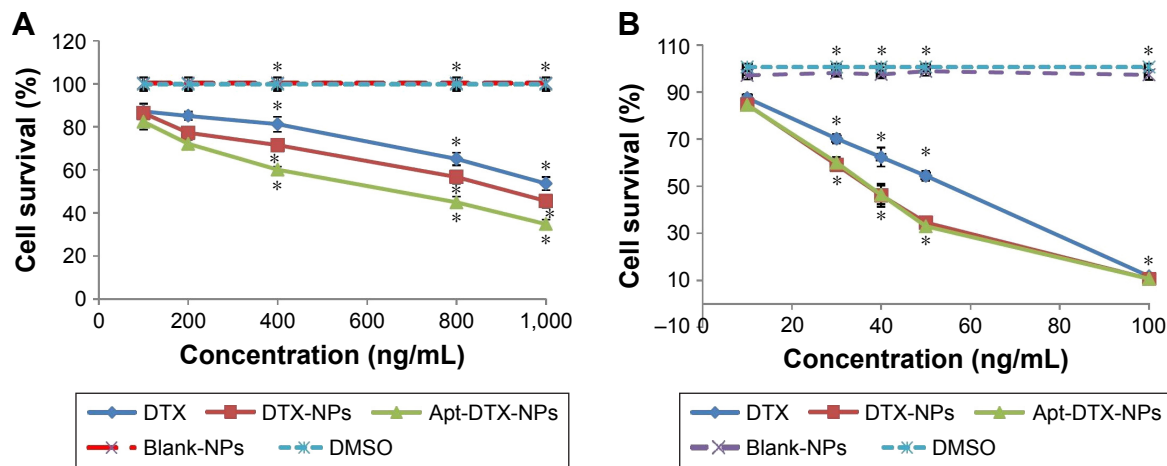 A
Cell survival (%)
120
100
80
60
40
20
0
0 200 400 600 800 1,000
Concentration (ng/mL)
DTX DTX-NPs Apt-DTX-NPs
Blank-NPs DMSO
B
Cell survival (%)
110
90
70
50
30
10
–10
0 20 40 60 80 100
Concentration (ng/mL)
DTX DTX-NPs Apt-DTX-NPs
Blank-NPs DMSO